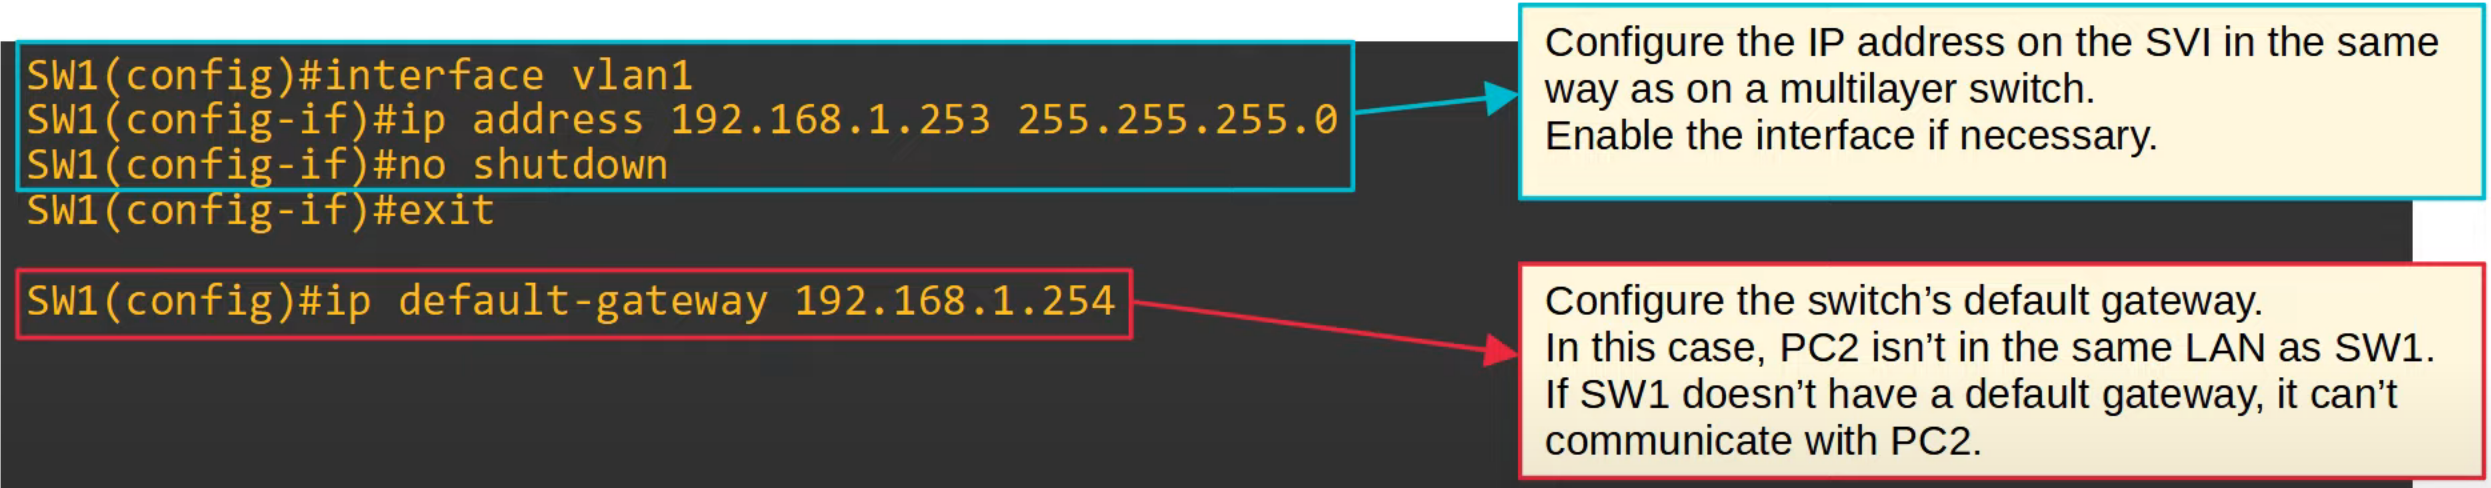 SW1(config)#interface vlan1
SW1(config-if)#ip address 192.168.1.253 255.255.255.0
SW1(config-if)#no shutdown
SW1(config-if)#exit
Configure the IP address on the SVI in the same
way as on a multilayer switch.
Enable the interface if necessary.
SW1(config)#ip default-gateway 192.168.1.254
Configure the switch’s default gateway.
In this case, PC2 isn’t in the same LAN as SW1.
If SW1 doesn’t have a default gateway, it can’t
communicate with PC2.